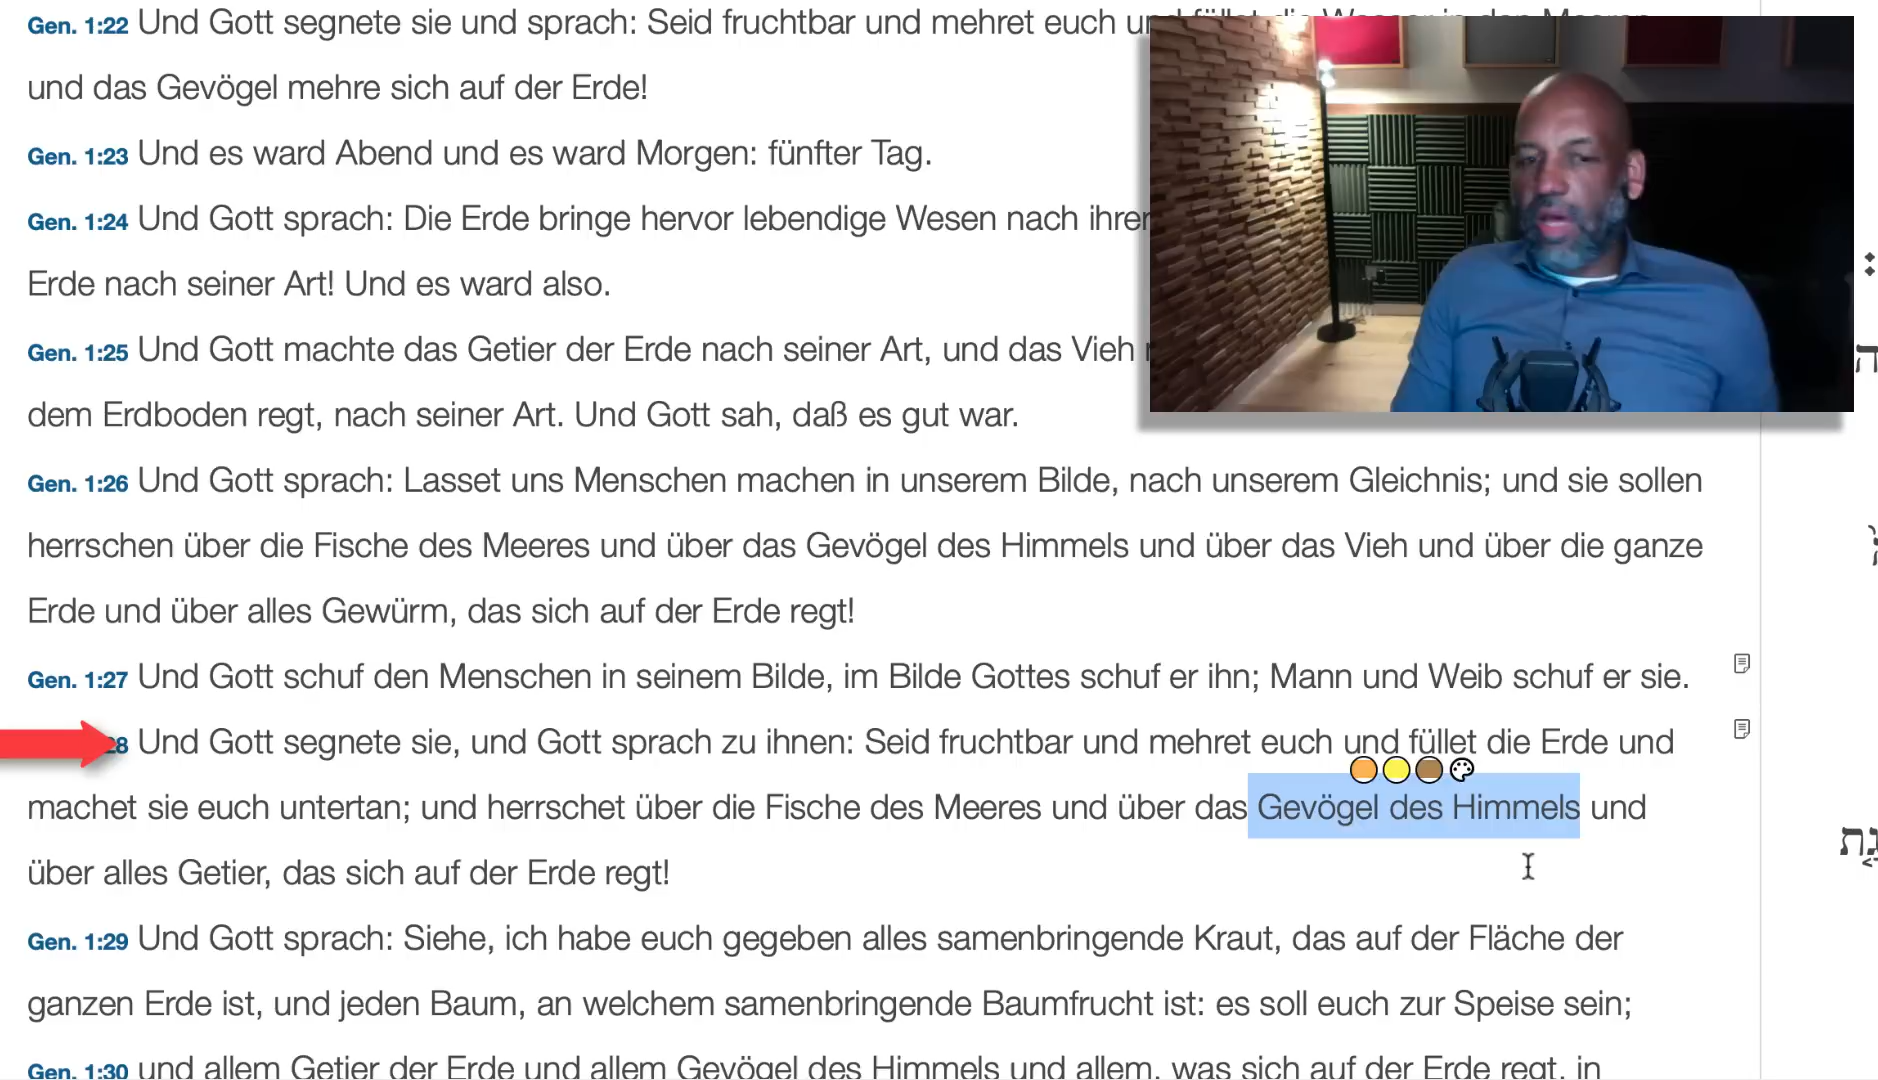 Gen. 1:22 Und Gott segnete sie und sprach: Seid fruchtbar und mehret euch und füllet die Wasser in den Meeren,
und das Gevögel mehre sich auf der Erde!
Gen. 1:23 Und es ward Abend und es ward Morgen: fünfter Tag.
Gen. 1:24 Und Gott sprach: Die Erde bringe hervor lebendige Wesen nach ihrer
Erde nach seiner Art! Und es ward also.
Gen. 1:25 Und Gott machte das Getier der Erde nach seiner Art, und das Vieh
dem Erdboden regt, nach seiner Art. Und Gott sah, daß es gut war.
Gen. 1:26 Und Gott sprach: Lasset uns Menschen machen in unserem Bilde, nach unserem Gleichnis; und sie sollen
herrschen über die Fische des Meeres und über das Gevögel des Himmels und über das Vieh und über die ganze
Erde und über alles Gewürm, das sich auf der Erde regt!
Gen. 1:27 Und Gott schuf den Menschen in seinem Bilde, im Bilde Gottes schuf er ihn; Mann und Weib schuf er sie.
8 Und Gott segnete sie, und Gott sprach zu ihnen: Seid fruchtbar und mehret euch und füllet die Erde und
machet sie euch untertan; und herrschet über die Fische des Meeres und über das Gevögel des Himmels und
über alles Getier, das sich auf der Erde regt!
Gen. 1:29 Und Gott sprach: Siehe, ich habe euch gegeben alles samenbringende Kraut, das auf der Fläche der
ganzen Erde ist, und jeden Baum, an welchem samenbringende Baumfrucht ist: es soll euch zur Speise sein;
Gen. 1:30 und allem Getier der Erde und allem Gevögel des Himmels und allem, was sich auf der Erde regt, in